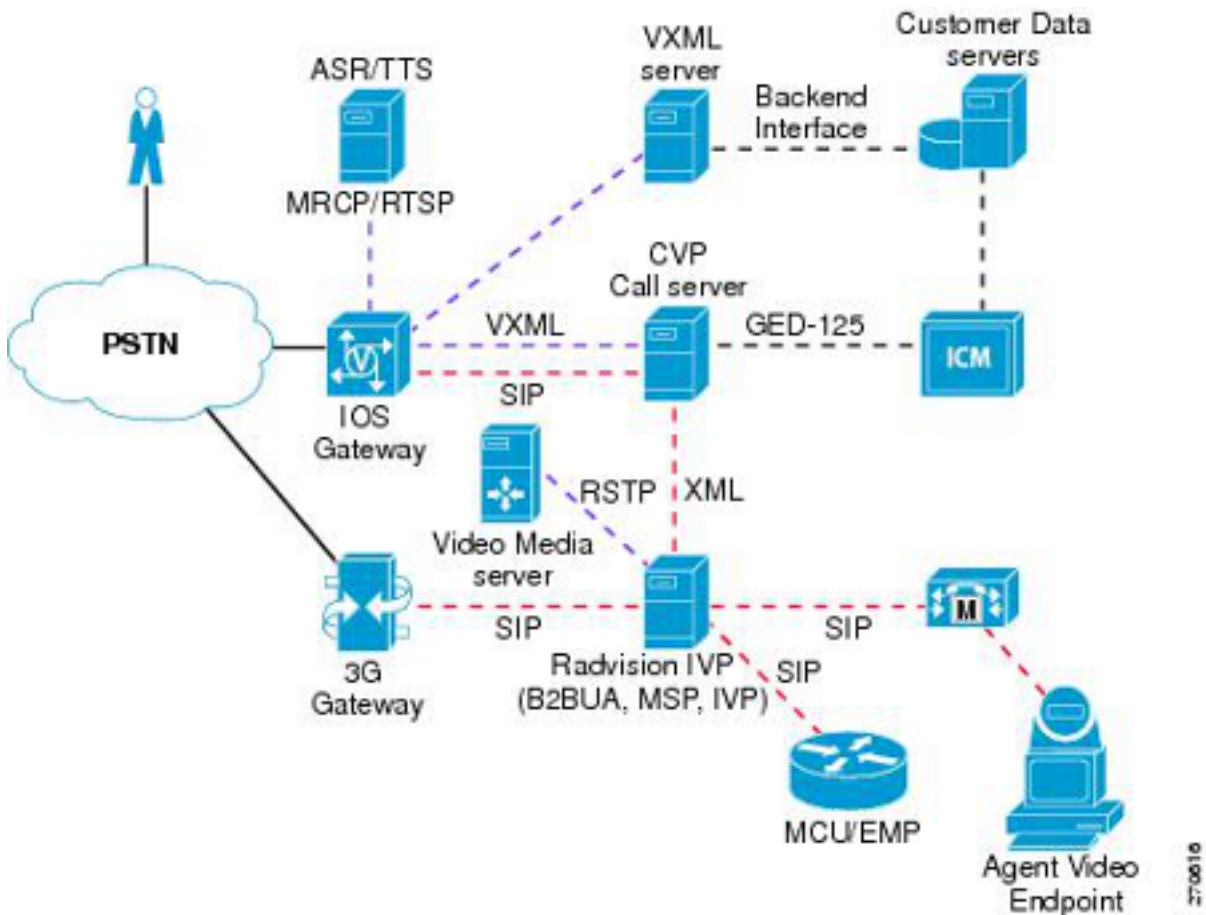 VXML
server
Customer Data
servers
ASR/TTS
Backend
Interface
MRCP/RTSP
CVP
Call server
PSTN
VXML
GED-125
V
ICM
SIP
IOS
Gateway
RSTP
XML
Video Media
server
SIP
SIP
M
3G
Gateway
Radvision IVP
(B2BUA, MSP, IVP)
SIP
MCU/EMP
Agent Video
Endpoint
270616